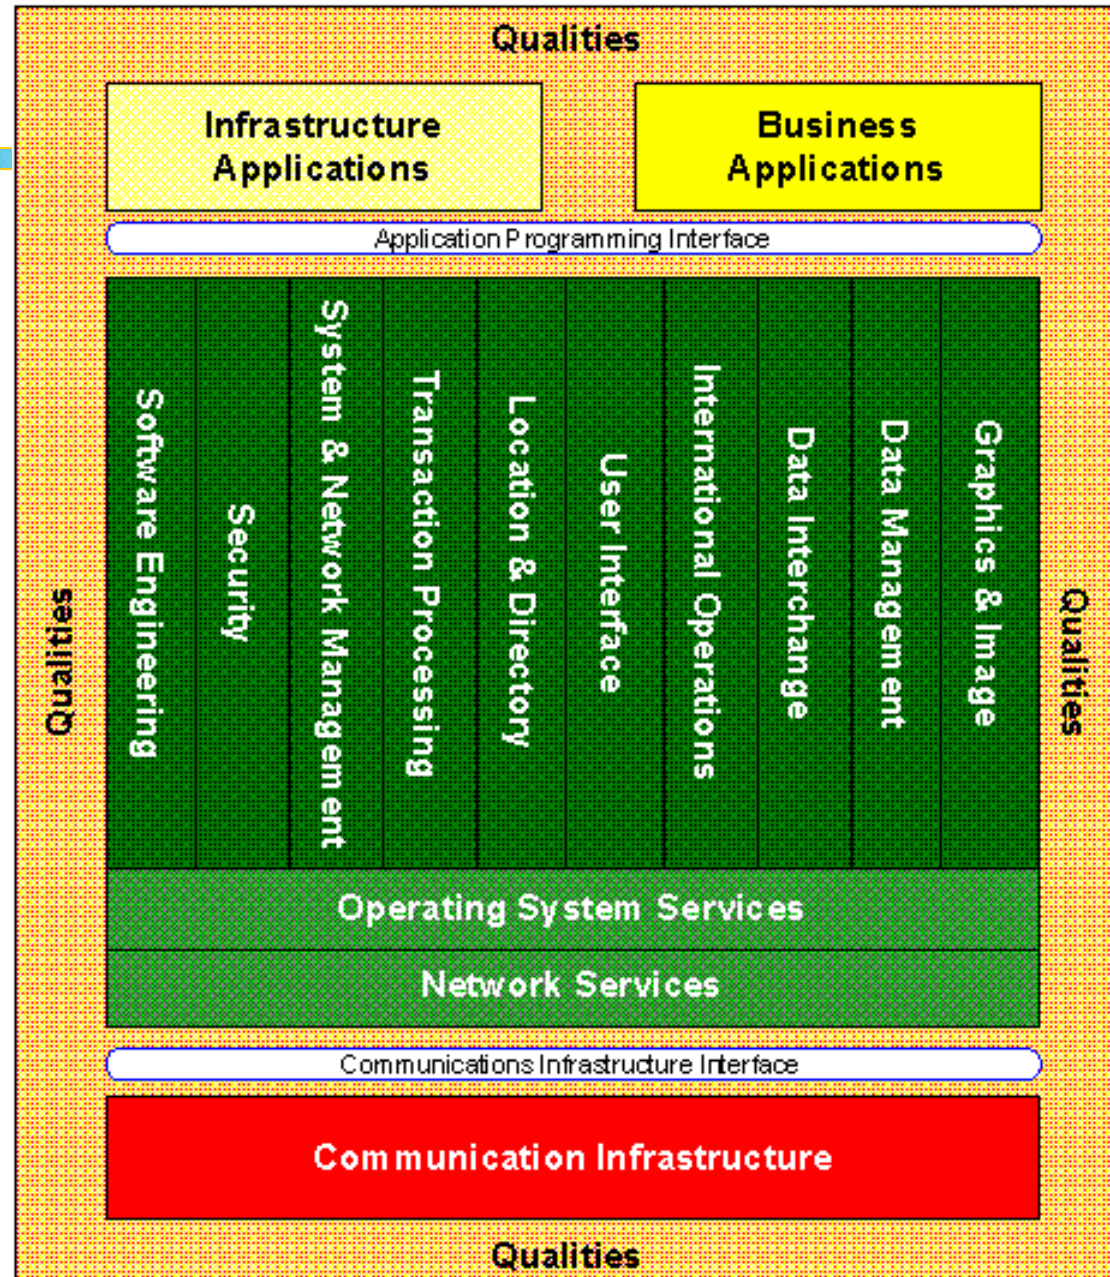 Qualities
Infrastructure
Applications
Business
Applications
Application Programming Interface
Software Engineering
Security
System & Network Management
Transaction Processing
Location & Directory
User Interface
International Operations
Data Interchange
Data Management
Graphics & Image
Qualities
Qualities
Operating System Services
Network Services
Communications Infrastructure Interface
Communication Infrastructure
Qualities